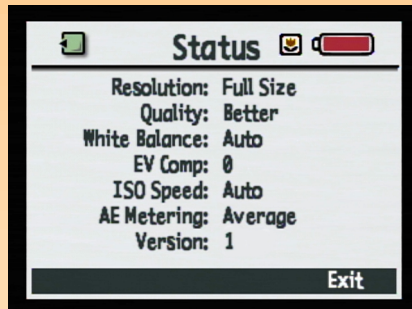 Status
Resolution: Full Size
Quality: Better
White Balance: Auto
EV Comp: 0
ISO Speed: Auto
AE Metering: Average
Version: 1
Exit